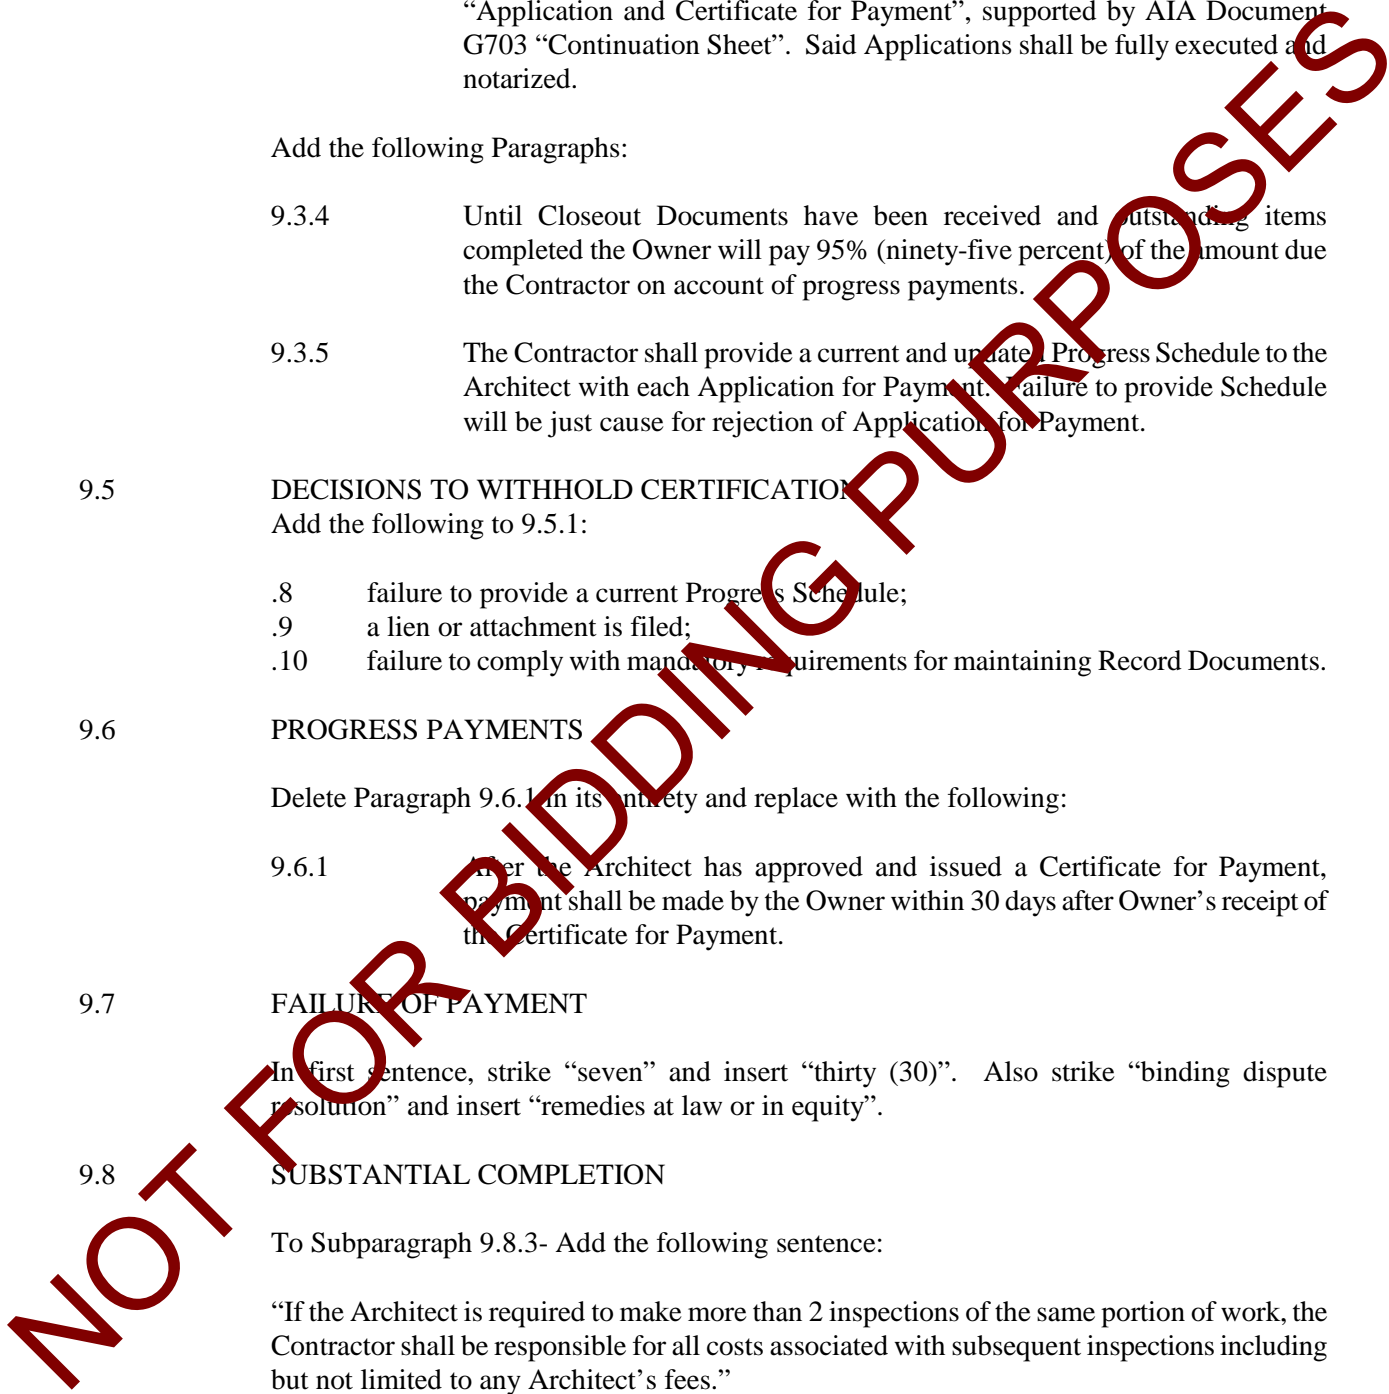 “Application and Certificate for Payment”, supported by AIA Document
G703 “Continuation Sheet”. Said Applications shall be fully executed and
notarized.
Add the following Paragraphs:
9.3.4 Until Closeout Documents have been received and outstanding items
completed the Owner will pay 95% (ninety-five percent) of the amount due
the Contractor on account of progress payments.
9.3.5 The Contractor shall provide a current and updated Progress Schedule to the
Architect with each Application for Payment. Failure to provide Schedule
will be just cause for rejection of Application for Payment.
9.5 DECISIONS TO WITHHOLD CERTIFICATION
Add the following to 9.5.1:
.8 failure to provide a current Progress Schedule;
.9 a lien or attachment is filed;
.10 failure to comply with mandatory requirements for maintaining Record Documents.
9.6 PROGRESS PAYMENTS
Delete Paragraph 9.6.1 in its entirety and replace with the following:
9.6.1 After the Architect has approved and issued a Certificate for Payment,
payment shall be made by the Owner within 30 days after Owner’s receipt of
the Certificate for Payment.
9.7 FAILURE OF PAYMENT
In first sentence, strike “seven” and insert “thirty (30)”. Also strike “binding dispute
resolution” and insert “remedies at law or in equity”.
9.8 SUBSTANTIAL COMPLETION
To Subparagraph 9.8.3- Add the following sentence:
“If the Architect is required to make more than 2 inspections of the same portion of work, the
Contractor shall be responsible for all costs associated with subsequent inspections including
but not limited to any Architect’s fees.”
NOT FOR BIDDING PURPOSES